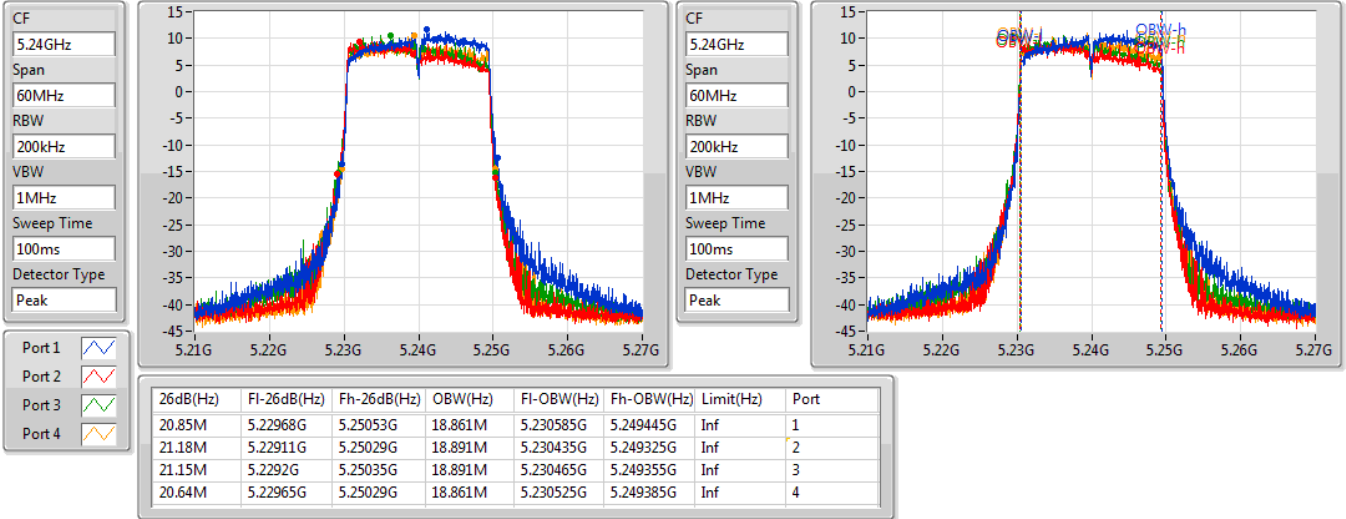 CF
5.24GHz
Span
60MHz
RBW
200kHz
VBW
1MHz
Sweep Time
100ms
Detector Type
Peak
15
10
5
0
-5
-10
-15
-20
-25
-30
-35
-40
-45
5.21G 5.22G 5.23G 5.24G 5.25G 5.26G 5.27G
CF
5.24GHz
Span
60MHz
RBW
200kHz
VBW
1MHz
Sweep Time
100ms
Detector Type
Peak
15
10
5
0
-5
-10
-15
-20
-25
-30
-35
-40
-45
OBW-l
OBW-h
OBW-h
5.21G 5.22G 5.23G 5.24G 5.25G 5.26G 5.27G
Port 1
Port 2
Port 3
Port 4
26dB(Hz) Fl-26dB(Hz) Fh-26dB(Hz) OBW(Hz) Fl-OBW(Hz) Fh-OBW(Hz) Limit(Hz) Port
20.85M 5.22968G 5.25053G 18.861M 5.230585G 5.249445G Inf 1
21.18M 5.22911G 5.25029G 18.891M 5.230435G 5.249325G Inf 2
21.15M 5.2292G 5.25035G 18.891M 5.230465G 5.249355G Inf 3
20.64M 5.22965G 5.25029G 18.861M 5.230525G 5.249385G Inf 4